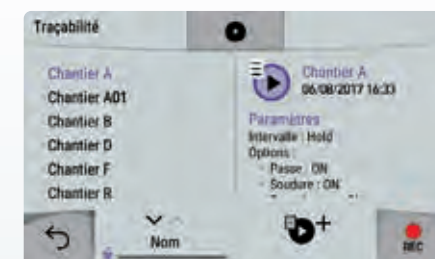 Traçabilité
Chantier A
Chantier A01
Chantier B
Chantier D
Chantier F
Chantier R
Chantier A
06/08/2017 16:33
Paramètres
Intervalle : Hold
Options :
- Passe : ON
- Soudure : ON
Nom
REC